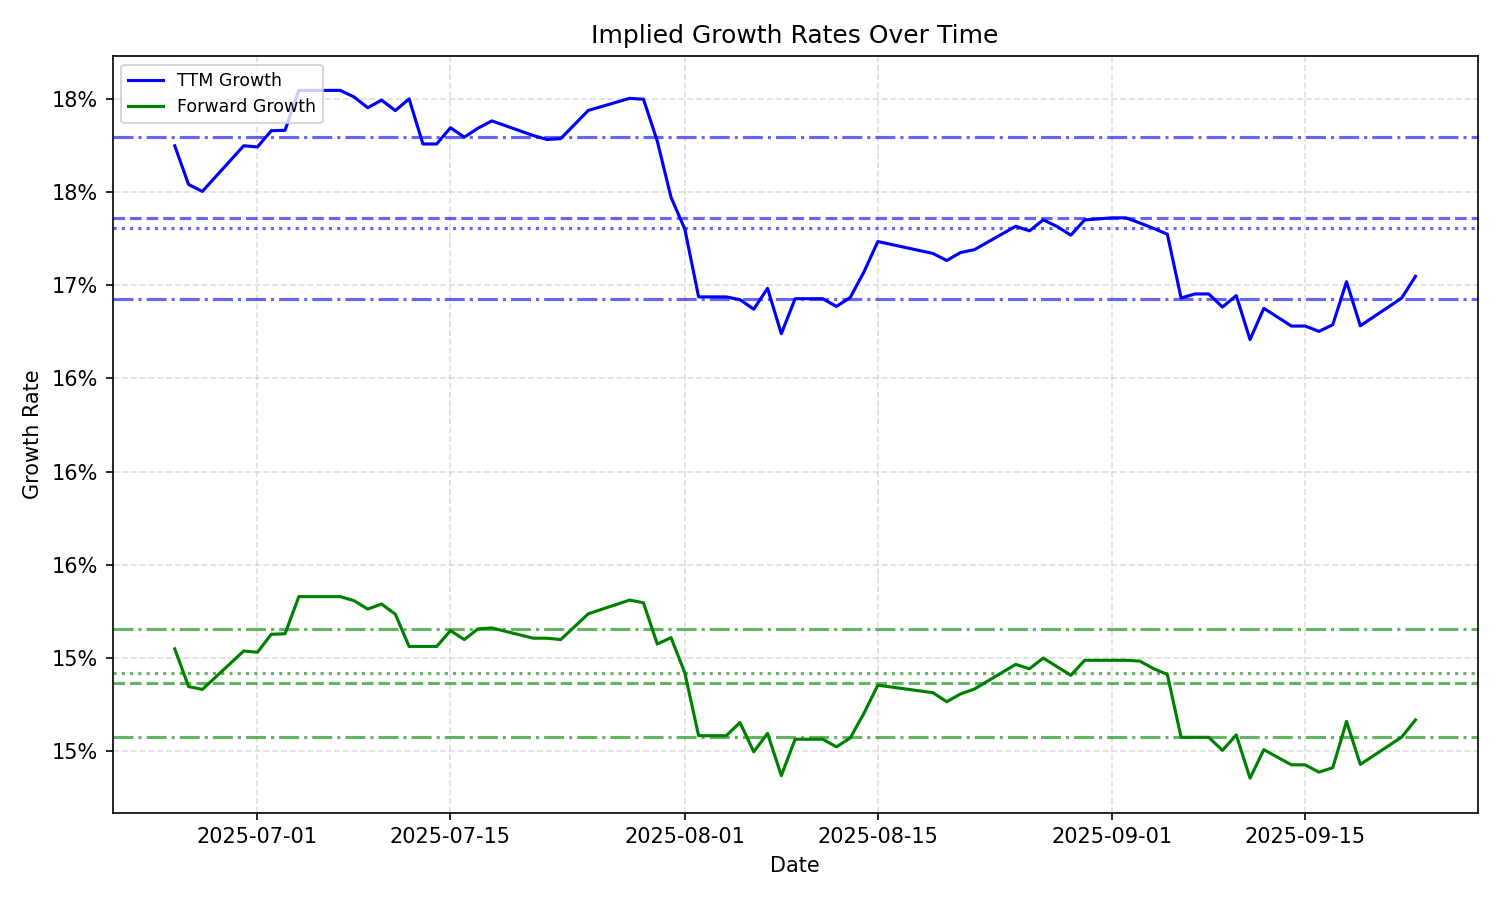 Implied Growth Rates Over Time
TTM Growth
Forward Growth
18%
18%
17%
16%
16%
16%
15%
15%
Growth Rate
2025-07-01
2025-07-15
2025-08-01
2025-08-15
2025-09-01
2025-09-15
Date